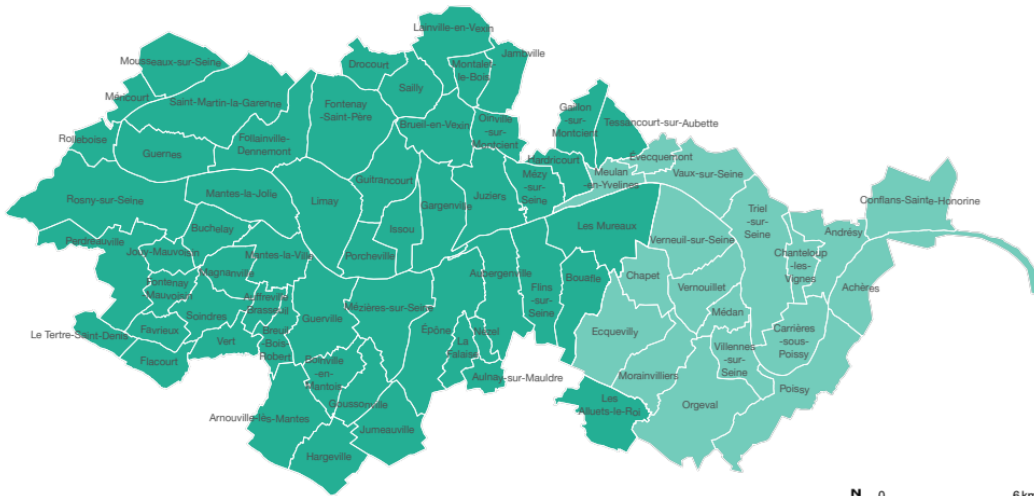 Lainville-en-Vexin
Jambville
Mousseaux-sur-Seine
Drocourt
Montalet
-le-Bois
Sailly
Méricourt
Saint-Martin-la-Garenne
Fontenay
-Saint-Père
Gaillon
-sur
-Montcient
Oinville
-sur
-Montcient
Brueil-en-Vexin
Tessancourt-sur-Aubette
Rolleboise
Follainville
-Dennemont
Guernes
Évecquemont
Hardricourt
Meulan
-en-Yvelines
Vaux-sur-Seine
Mézy
-sur
-Seine
Guitrancourt
Rosny-sur-Seine
Mantes-la-Jolie
Limay
Gargenville
Juziers
Conflans-Sainte-Honorine
Triel
-sur
-Seine
Andrésy
Buchelay
Issou
Les Mureaux
Verneuil-sur-Seine
Perdreauville
Jouy-Mauvoisin
Mantes-la-Ville
Porcheville
Chanteloup
-les
-Vignes
Magnanville
Aubergenville
Bouafle
Chapet
Fontenay
-Mauvoisin
Flins
-sur
-Seine
Vernouillet
Achères
Auffreville
-Brasseuil
Mézières-sur-Seine
Médan
Soindres
Guerville
Le Tertre-Saint-Denis
Favrieux
Vert
Breuil
-Bois
-Robert
Épône
La
Falaise
Nézel
Ecquevilly
Carrières
-sous
-Poissy
Villennes
-sur
-Seine
Flacourt
Boinville
-en
-Mantois
Aulnay-sur-Mauldre
Morainvilliers
Poissy
Goussonville
Les
Alluets-le-Roi
Orgeval
Arnouville-lès-Mantes
Jumeauville
Hargeville
N 0 6 km